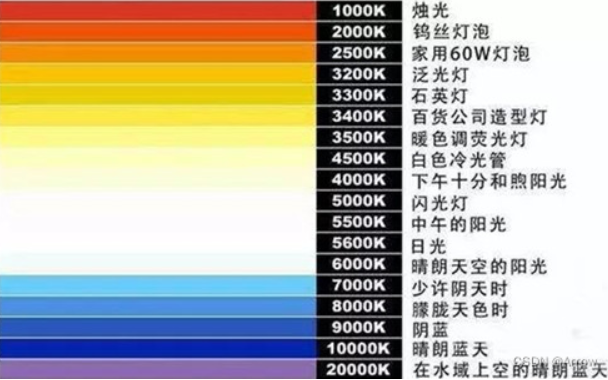 1000K 烛光
2000K 钨丝灯泡
2500K 家用60W灯泡
3200K 泛光灯
3300K 石英灯
3400K 百货公司造型灯
3500K 暖色调荧光灯
4500K 白色冷光管
4000K 下午十分和煦阳光
5000K 闪光灯
5500K 中午的阳光
5600K 日光
6000K 晴朗天空的阳光
7000K 少许阴天时
8000K 朦胧天色时
9000K 阴蓝
10000K 晴朗蓝天
20000K 在水域上空的晴朗蓝天
CSDN @Arrow